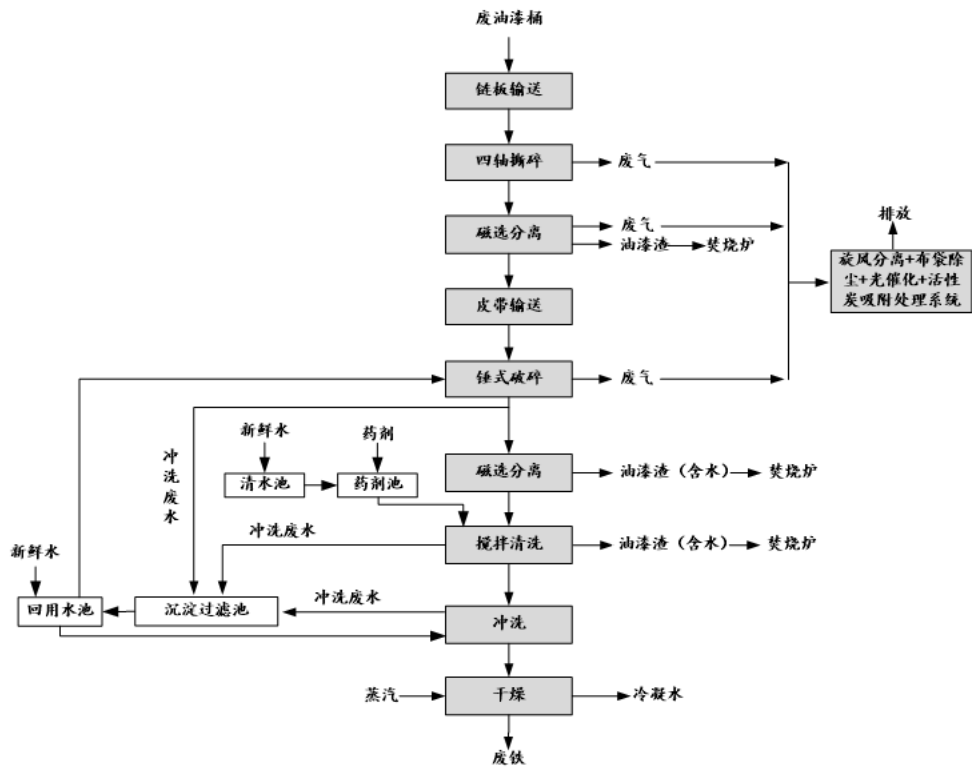 废油漆桶
链板输送
四轴撕碎
废气
磁选分离
废气
油漆渣
焚烧炉
排放
旋风分离+布袋除
尘+光催化+活性
炭吸附处理系统
皮带输送
锤式破碎
废气
冲洗废水
新鲜水
药剂
清水池
药剂池
磁选分离
油漆渣（含水）
焚烧炉
搅拌清洗
油漆渣（含水）
焚烧炉
冲洗废水
新鲜水
回用水池
沉淀过滤池
冲洗废水
冲洗
蒸汽
干燥
冷凝水
废铁